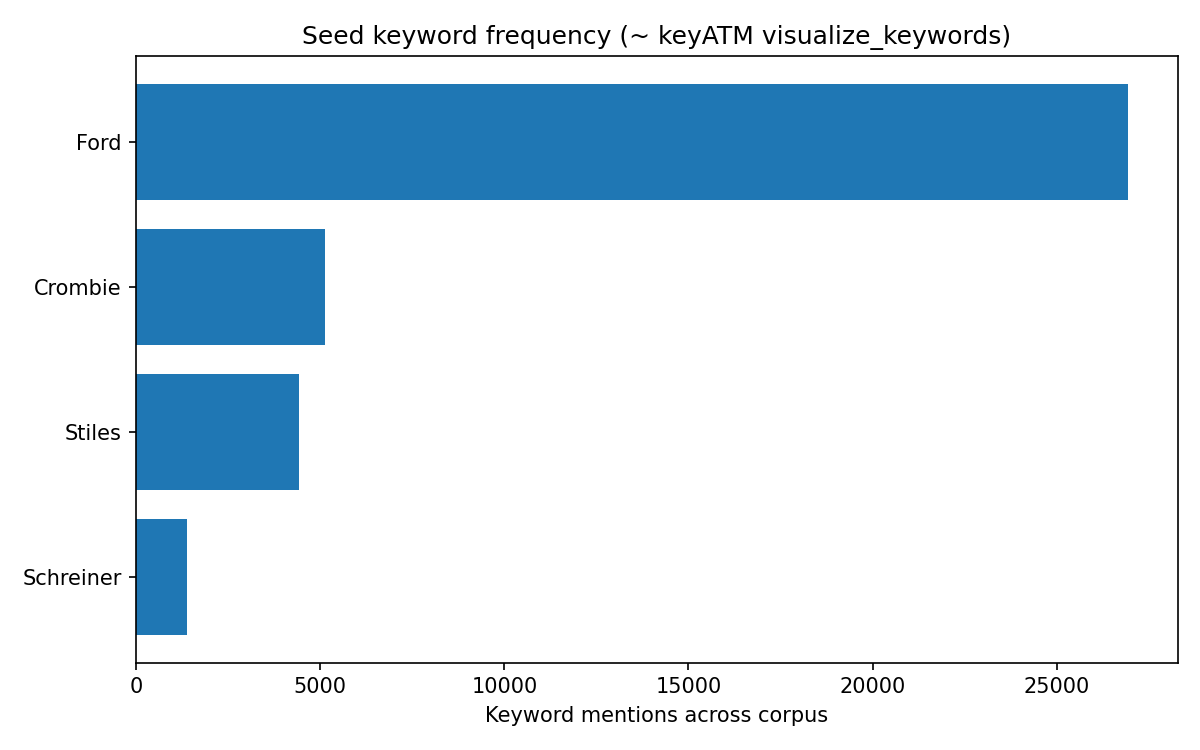 Seed keyword frequency (~ keyATM visualize_keywords)
Ford
Crombie
Stiles
Schreiner
0 5000 10000 15000 20000 25000
Keyword mentions across corpus